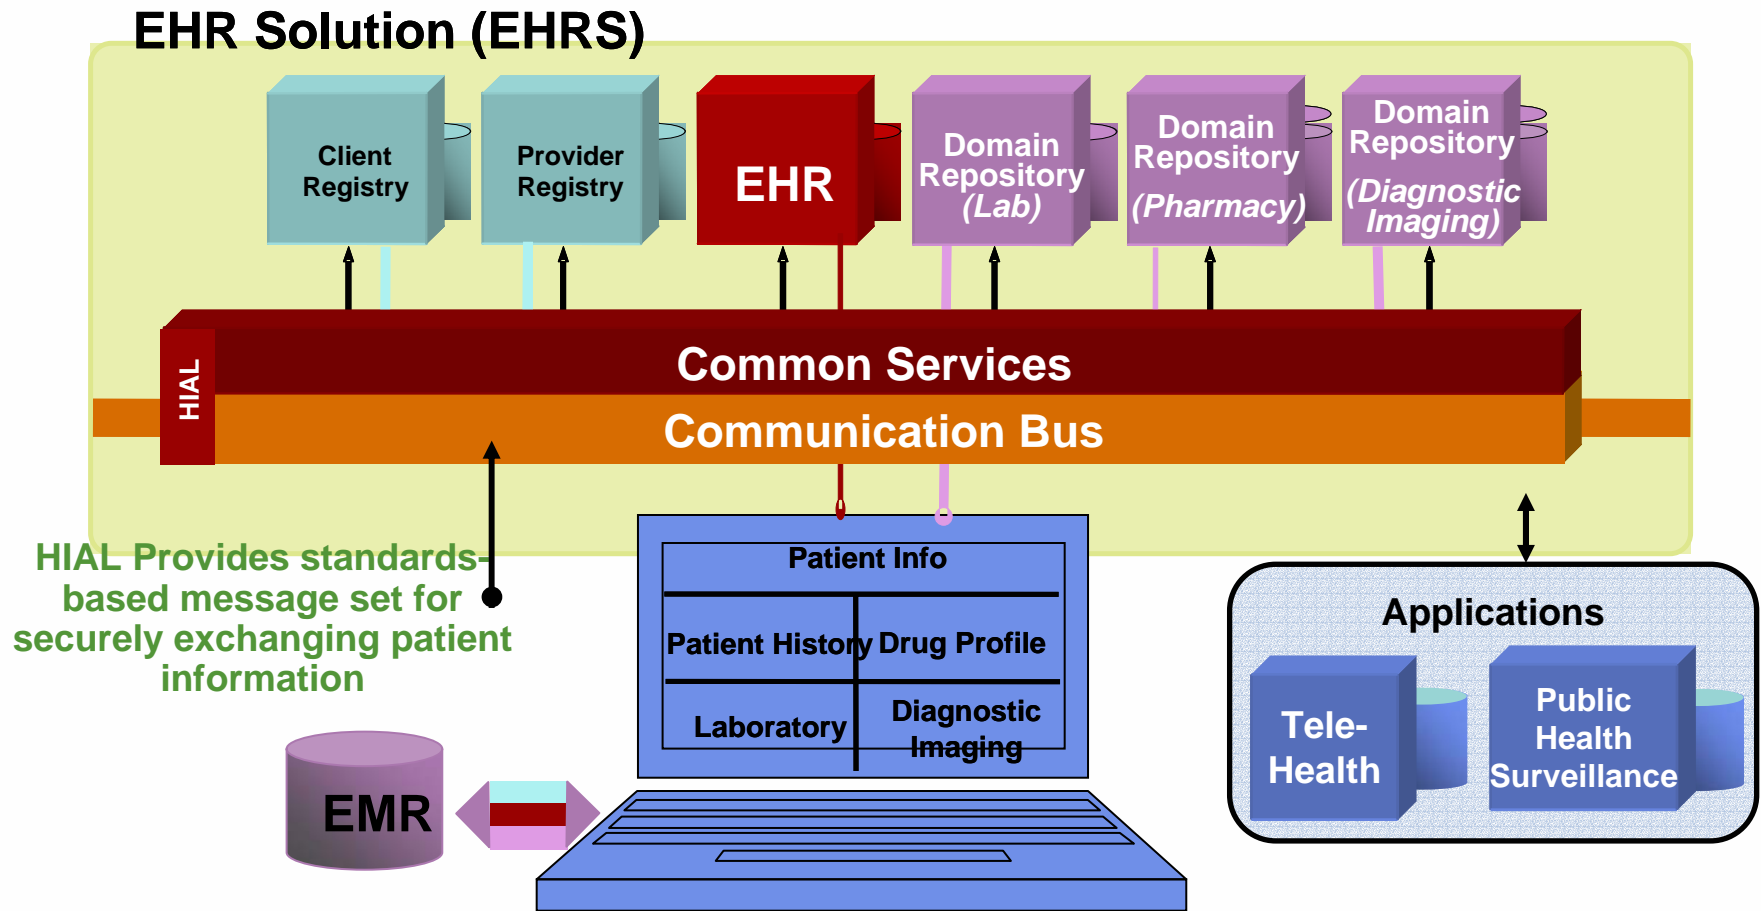 EHR Solution (EHRS)
Client
Registry
Provider
Registry
EHR
Domain
Repository
(Lab)
Domain
Repository
(Pharmacy)
Domain
Repository
(Diagnostic
Imaging)
HIAL
Common Services
Communication Bus
HIAL Provides standards-
based message set for
securely exchanging patient
information
Patient Info
Patient History
Drug Profile
Laboratory
Diagnostic
Imaging
EMR
Applications
Tele-
Health
Public
Health
Surveillance